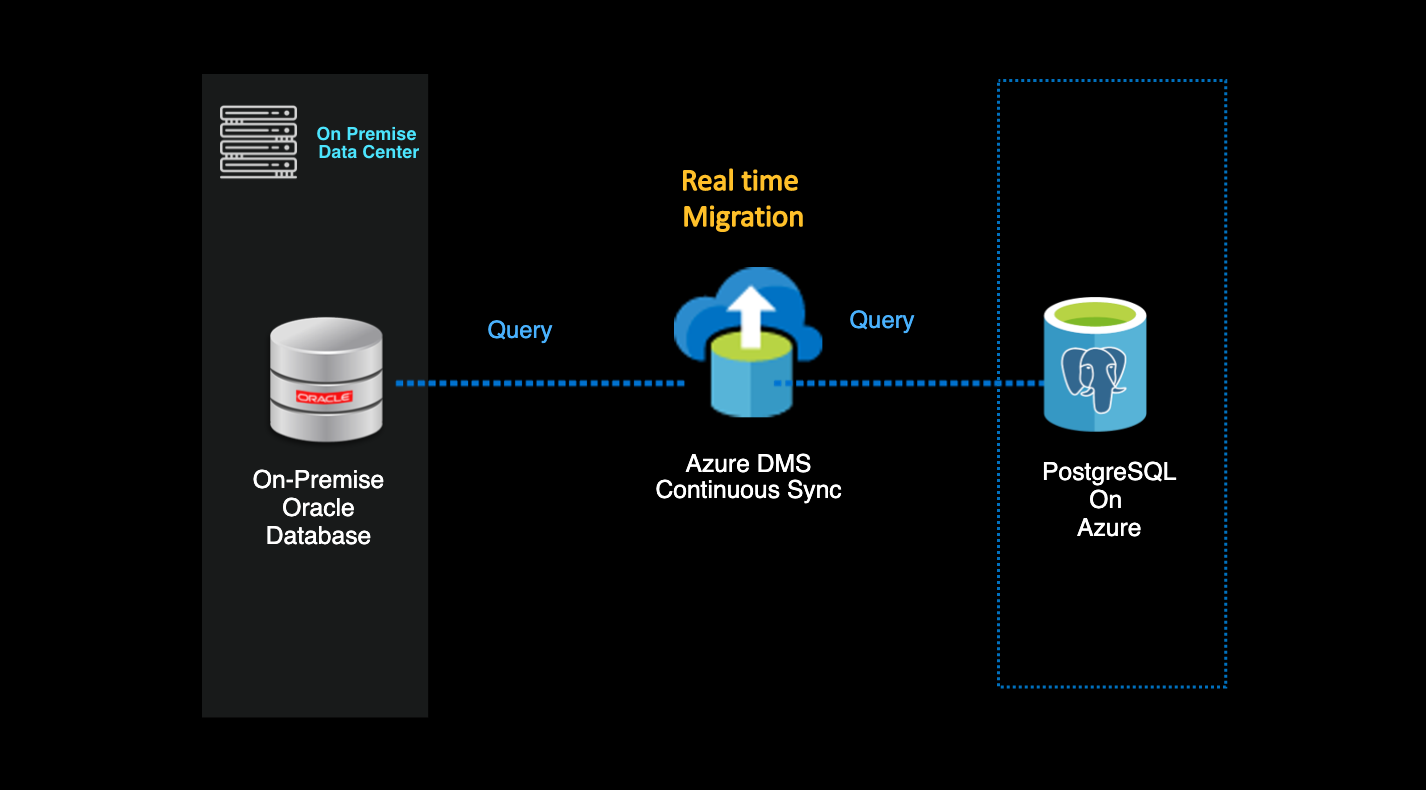 On Premise
Data Center
Real time
Migration
Query
Query
ORACLE
On-Premise
Oracle
Database
Azure DMS
Continuous Sync
PostgreSQL
On
Azure